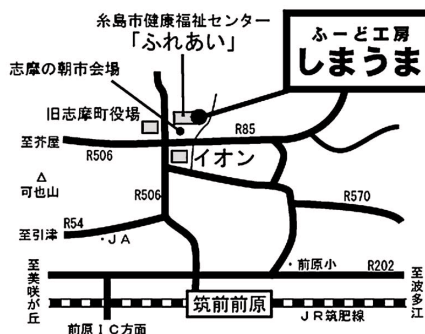 糸島市健康福祉センター
「ふれあい」
ふーど工房
しまうま
志摩の朝市会場
旧志摩町役場
至芥屋
R85
R506
イオン
可也山
R506
R570
R54
至引津
・JA
・前原小
R202
至美咲が丘
至波多江
筑前前原
JR筑肥線
前原IC方面